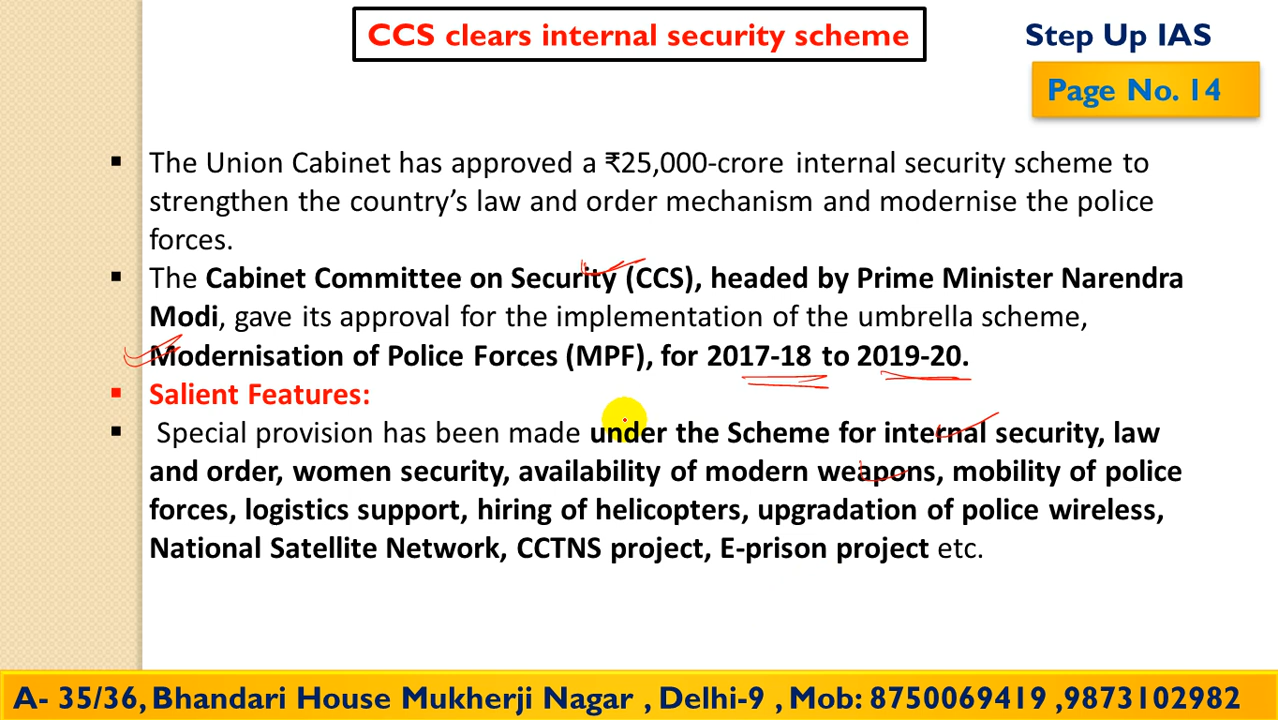 CCS clears internal security scheme
Step Up IAS
Page No. 14
▪ The Union Cabinet has approved a ₹25,000-crore internal security scheme to
strengthen the country’s law and order mechanism and modernise the police
forces.
▪ The Cabinet Committee on Security (CCS), headed by Prime Minister Narendra
Modi, gave its approval for the implementation of the umbrella scheme,
Modernisation of Police Forces (MPF), for 2017-18 to 2019-20.
▪ Salient Features:
▪ Special provision has been made under the Scheme for internal security, law
and order, women security, availability of modern weapons, mobility of police
forces, logistics support, hiring of helicopters, upgradation of police wireless,
National Satellite Network, CCTNS project, E-prison project etc.
A- 35/36, Bhandari House Mukherji Nagar , Delhi-9 , Mob: 8750069419 ,9873102982